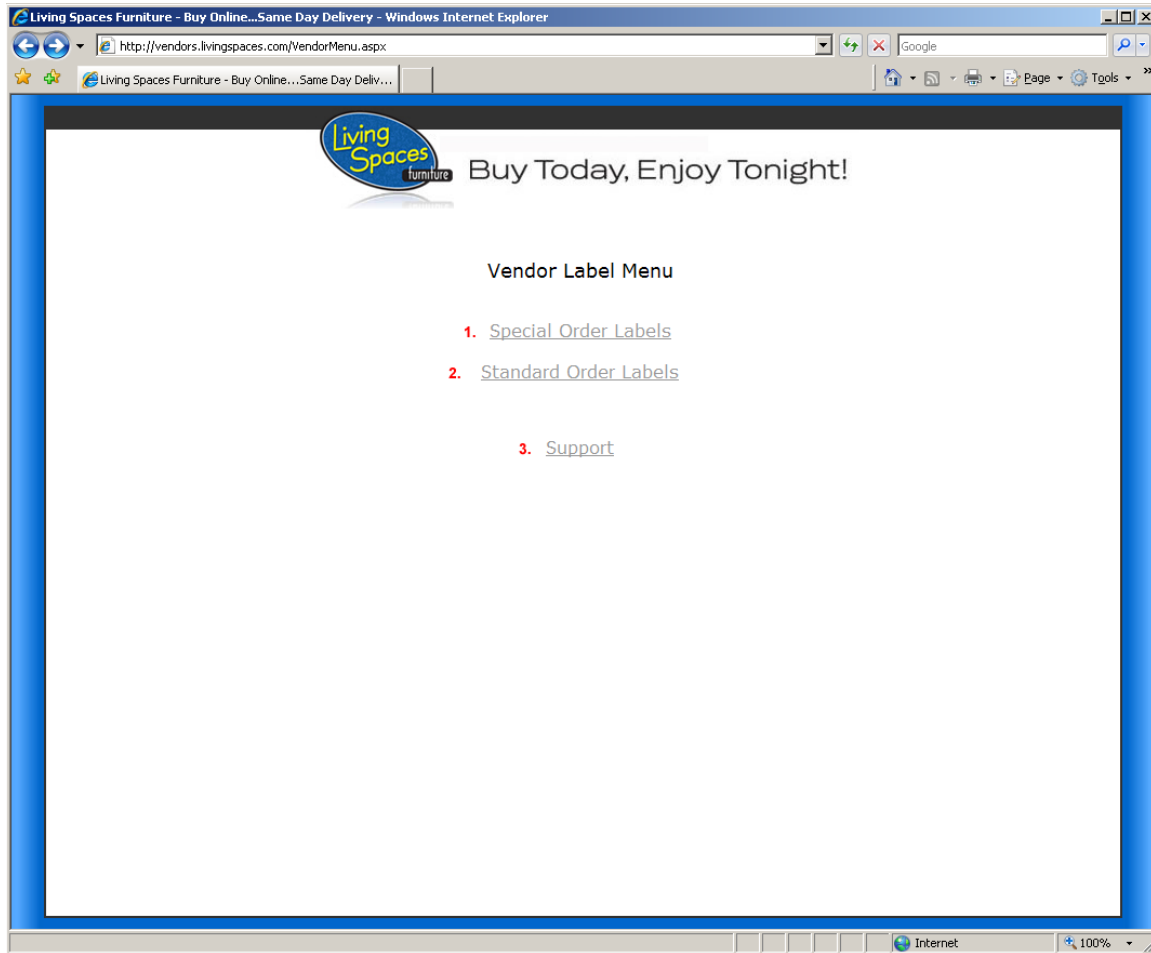 Living Spaces Furniture - Buy Online...Same Day Delivery - Windows Internet Explorer
http://vendors.livingspaces.com/VendorMenu.aspx
Google
Living Spaces Furniture - Buy Online...Same Day Deliv...
Page
Tools
Living
Spaces
furniture
Buy Today, Enjoy Tonight!
Vendor Label Menu
1. Special Order Labels
2. Standard Order Labels
3. Support
Internet
100%